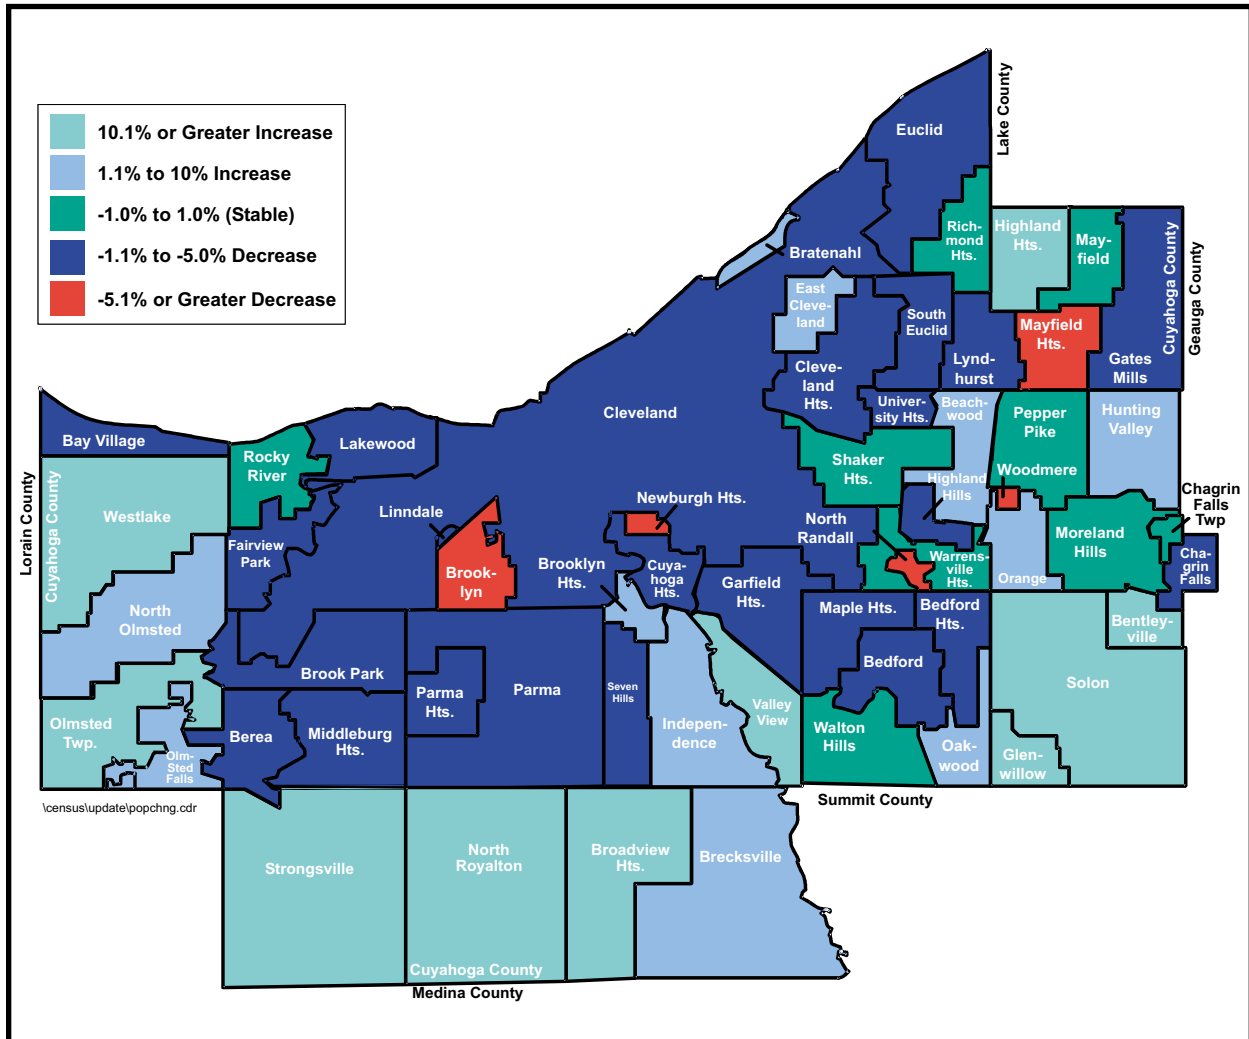 10.1% or Greater Increase
1.1% to 10% Increase
-1.0% to 1.0% (Stable)
-1.1% to -5.0% Decrease
-5.1% or Greater Decrease
Euclid
Lake County
Rich-
mond
Hts.
Highland
Hts.
May-
field
Cuyahoga County
Geauga County
Bratenahl
East
Cleve-
land
South
Euclid
Mayfield
Hts.
Lynd-
hurst
Gates
Mills
Cleve-
land
Hts.
Cleveland
Univer-
sity Hts.
Beach-
wood
Pepper
Pike
Hunting
Valley
Bay Village
Lakewood
Rocky
River
Shaker
Hts.
Woodmere
Highland
Hills
Lorain County
Cuyahoga County
Westlake
Linndale
Newburgh Hts.
North
Randall
Chagrin
Falls
Twp
Moreland
Hills
Fairview
Park
Brook-
lyn
Brooklyn
Hts.
Cuya-
hoga
Hts.
Garfield
Hts.
Warrens-
ville Hts.
Orange
Cha-
grin
Falls
North
Olmsted
Maple Hts.
Bedford
Hts.
Bentley-
ville
Brook Park
Parma
Hts.
Parma
Seven
Hills
Bedford
Solon
Olmsted
Twp.
Berea
Middleburg
Hts.
Indepen-
dence
Valley
View
Walton
Hills
Oak-
wood
Glen-
willow
Olm-
Sted
Falls
\census\update\popchng.cdr
Summit County
Strongsville
North
Royalton
Broadview
Hts.
Brecksville
Cuyahoga County
Medina County